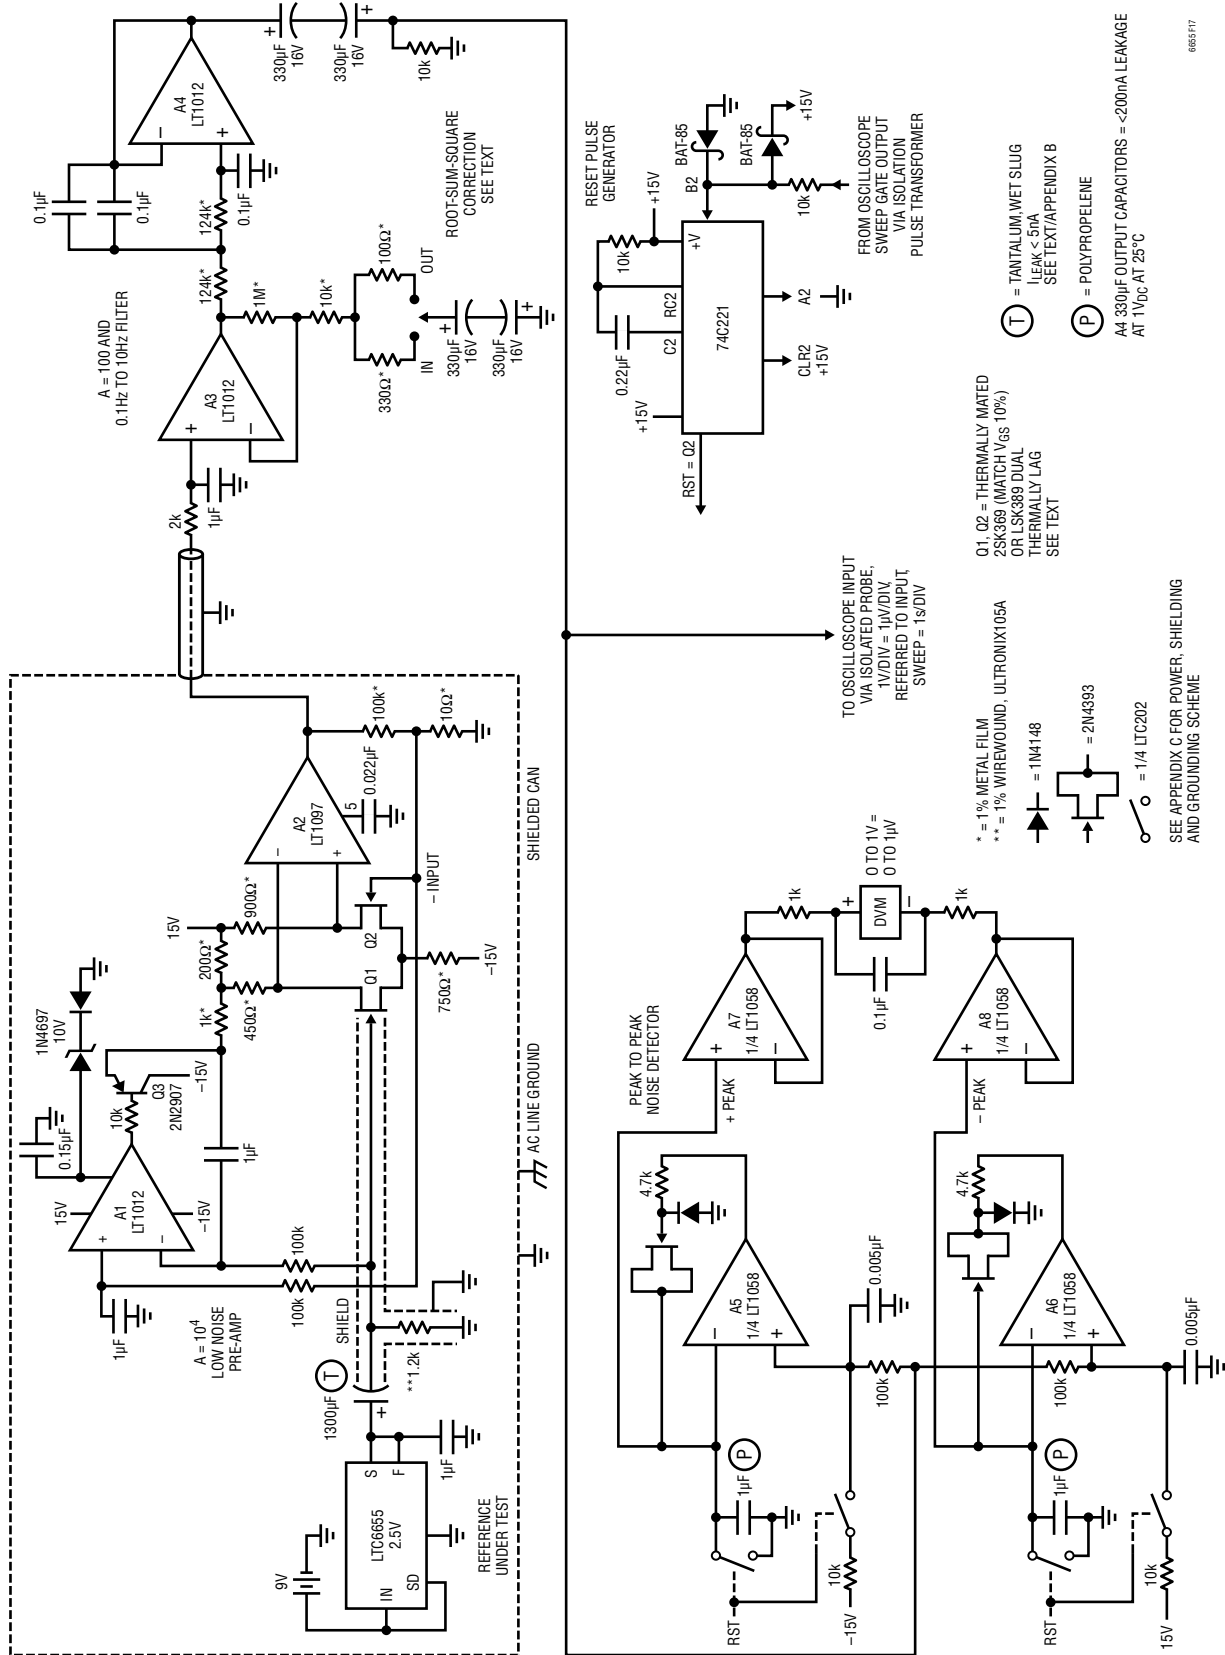 A = 10⁴
LOW NOISE
PRE-AMP
1µF
15V
A1
LT1012
–15V
+
–
0.15µF
1N4697
10V
10k
Q3
2N2907
–15V
1µF
100k
100k
1k*
200Ω*
15V
450Ω*
900Ω*
A2
LT1097
–
+
5
0.022µF
100k*
10Ω*
Q1
Q2
– INPUT
750Ω*
–15V
SHIELD
1300µF
T
+
**1.2k
9V
IN
LTC6655
2.5V
S
F
SD
1µF
REFERENCE
UNDER TEST
AC LINE GROUND
SHIELDED CAN
A = 100 AND
0.1Hz TO 10Hz FILTER
2k
1µF
+
–
A3
LT1012
124k*
124k*
1M*
10k*
330Ω*
100Ω*
IN
OUT
+
330µF
16V
330µF
16V
+
ROOT-SUM-SQUARE
CORRECTION
SEE TEXT
0.1µF
0.1µF
0.1µF
–
+
A4
LT1012
+
330µF
16V
330µF
16V
+
10k
TO OSCILLOSCOPE INPUT
VIA ISOLATED PROBE,
1V/DIV = 1µV/DIV,
REFERRED TO INPUT,
SWEEP = 1s/DIV
RESET PULSE
GENERATOR
0.22µF
10k
+15V
+15V
C2
RC2
+V
74C221
RST = Q2
CLR2
+15V
A2
B2
BAT-85
BAT-85
+15V
10k
FROM OSCILLOSCOPE
SWEEP GATE OUTPUT
VIA ISOLATION
PULSE TRANSFORMER
PEAK TO PEAK
NOISE DETECTOR
RST
1µF
P
10k
–15V
4.7k
–
+
A5
1/4 LT1058
0.005µF
100k
+ PEAK
+
–
A7
1/4 LT1058
1k
+
DVM
–
O TO 1V =
O TO 1µV
0.1µF
1k
RST
1µF
P
10k
15V
4.7k
–
+
A6
1/4 LT1058
100k
0.005µF
– PEAK
+
–
A8
1/4 LT1058
* = 1% METAL FILM
** = 1% WIREWOUND, ULTRONIX105A
= 1N4148
= 2N4393
= 1/4 LTC202
SEE APPENDIX C FOR POWER, SHIELDING
AND GROUNDING SCHEME
Q1, Q2 = THERMALLY MATED
2SK369 (MATCH VGS 10%)
OR LSK389 DUAL
THERMALLY LAG
SEE TEXT
T = TANTALUM,WET SLUG
ILEAK < 5nA
SEE TEXT/APPENDIX B
P = POLYPROPELENE
A4 330µF OUTPUT CAPACITORS = <200nA LEAKAGE
AT 1VDC AT 25°C
6655 F17